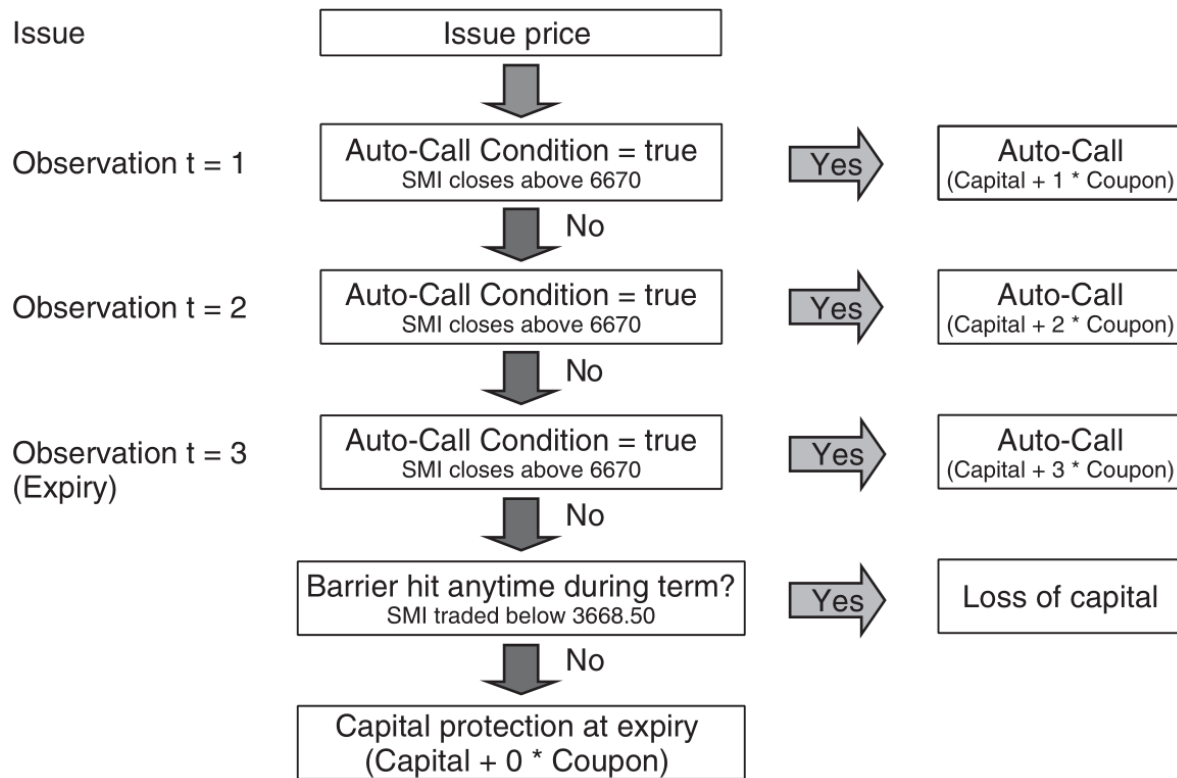 Issue
Issue price
Observation t = 1
Auto-Call Condition = true
SMI closes above 6670
Yes
Auto-Call
(Capital + 1 * Coupon)
No
Observation t = 2
Auto-Call Condition = true
SMI closes above 6670
Yes
Auto-Call
(Capital + 2 * Coupon)
No
Observation t = 3
(Expiry)
Auto-Call Condition = true
SMI closes above 6670
Yes
Auto-Call
(Capital + 3 * Coupon)
No
Barrier hit anytime during term?
SMI traded below 3668.50
Yes
Loss of capital
No
Capital protection at expiry
(Capital + 0 * Coupon)